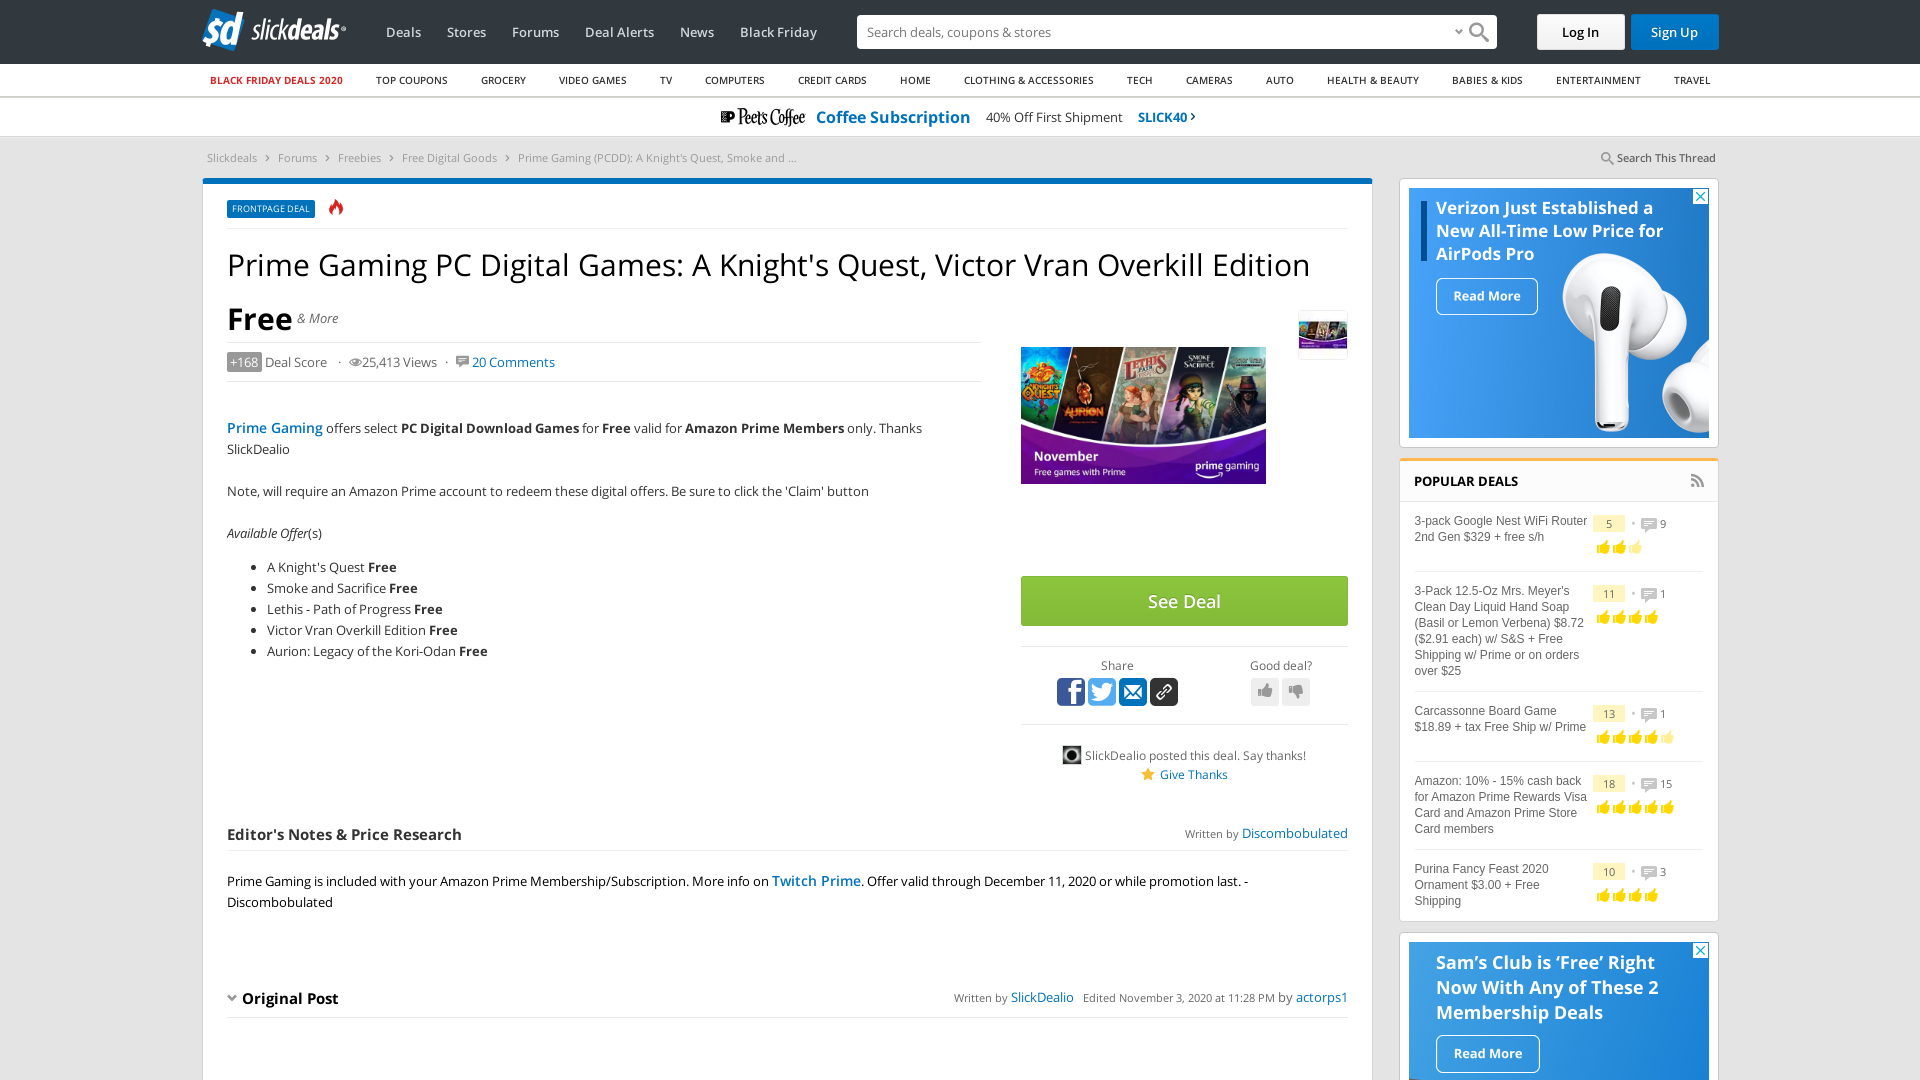 slickdeals
Deals
Stores
Forums
Deal Alerts
News
Black Friday
Search deals, coupons & stores
Log In
Sign Up
BLACK FRIDAY DEALS 2020
TOP COUPONS
GROCERY
VIDEO GAMES
TV
COMPUTERS
CREDIT CARDS
HOME
CLOTHING & ACCESSORIES
TECH
CAMERAS
AUTO
HEALTH & BEAUTY
BABIES & KIDS
ENTERTAINMENT
TRAVEL
Peet's Coffee Coffee Subscription 40% Off First Shipment SLICK40
Slickdeals > Forums > Freebies > Free Digital Goods > Prime Gaming (PCDD): A Knight's Quest, Smoke and ...
Search This Thread
FRONTPAGE DEAL
Prime Gaming PC Digital Games: A Knight's Quest, Victor Vran Overkill Edition
Free & More
+168 Deal Score · 25,413 Views · 20 Comments
Prime Gaming offers select PC Digital Download Games for Free valid for Amazon Prime Members only. Thanks
SlickDealio
Note, will require an Amazon Prime account to redeem these digital offers. Be sure to click the 'Claim' button
Available Offer(s)
A Knight's Quest Free
Smoke and Sacrifice Free
Lethis - Path of Progress Free
Victor Vran Overkill Edition Free
Aurion: Legacy of the Kori-Odan Free
QUEST
AURION
LETHIS
SMOKE
SACRIFICE
November
Free games with Prime
prime gaming
See Deal
Share
Good deal?
SlickDealio posted this deal. Say thanks!
Give Thanks
Editor's Notes & Price Research
Written by Discombobulated
Prime Gaming is included with your Amazon Prime Membership/Subscription. More info on Twitch Prime. Offer valid through December 11, 2020 or while promotion last. -
Discombobulated
Original Post
Written by SlickDealio Edited November 3, 2020 at 11:28 PM by actorps1
Verizon Just Established a
New All-Time Low Price for
AirPods Pro
Read More
POPULAR DEALS
3-pack Google Nest WiFi Router
2nd Gen $329 + free s/h
5 • 9
3-Pack 12.5-Oz Mrs. Meyer's
Clean Day Liquid Hand Soap
(Basil or Lemon Verbena) $8.72
($2.91 each) w/ S&S + Free
Shipping w/ Prime or on orders
over $25
11 • 1
Carcassonne Board Game
$18.89 + tax Free Ship w/ Prime
13 • 1
Amazon: 10% - 15% cash back
for Amazon Prime Rewards Visa
Card and Amazon Prime Store
Card members
18 • 15
Purina Fancy Feast 2020
Ornament $3.00 + Free
Shipping
10 • 3
Sam's Club is 'Free' Right
Now With Any of These 2
Membership Deals
Read More